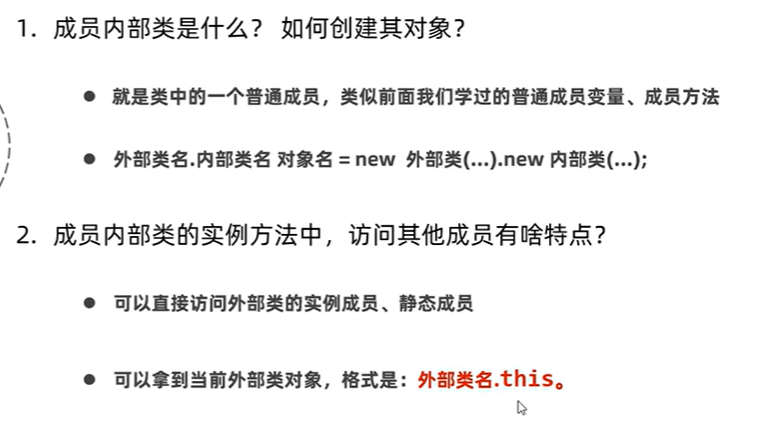 1. 成员内部类是什么？ 如何创建其对象？
● 就是类中的一个普通成员，类似前面我们学过的普通成员变量、成员方法
● 外部类名.内部类名 对象名 = new 外部类(...).new 内部类(...);
2. 成员内部类的实例方法中，访问其他成员有啥特点？
● 可以直接访问外部类的实例成员、静态成员
● 可以拿到当前外部类对象，格式是：外部类名.this。